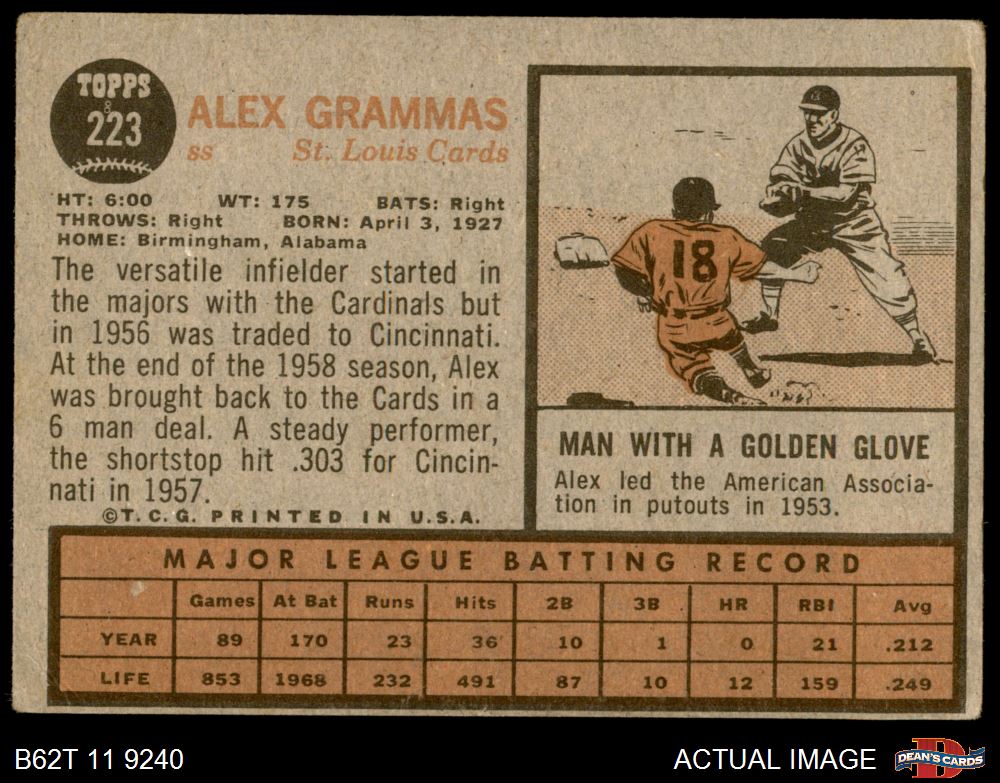 TOPPS
8
223
ALEX GRAMMAS
ss St. Louis Cards
HT: 6:00 WT: 175 BATS: Right
THROWS: Right BORN: April 3, 1927
HOME: Birmingham, Alabama
The versatile infielder started in
the majors with the Cardinals but
in 1956 was traded to Cincinnati.
At the end of the 1958 season, Alex
was brought back to the Cards in a
6 man deal. A steady performer,
the shortstop hit .303 for Cincin-
nati in 1957.
©T.C.G. PRINTED IN U.S.A.
18
MAN WITH A GOLDEN GLOVE
Alex led the American Associa-
tion in putouts in 1953.
MAJOR LEAGUE BATTING RECORD
Games At Bat Runs Hits 2B 3B HR RBI Avg
YEAR 89 170 23 36 10 1 0 21 .212
LIFE 853 1968 232 491 87 10 12 159 .249
B62T 11 9240
ACTUAL IMAGE
D
DEAN'S CARDS